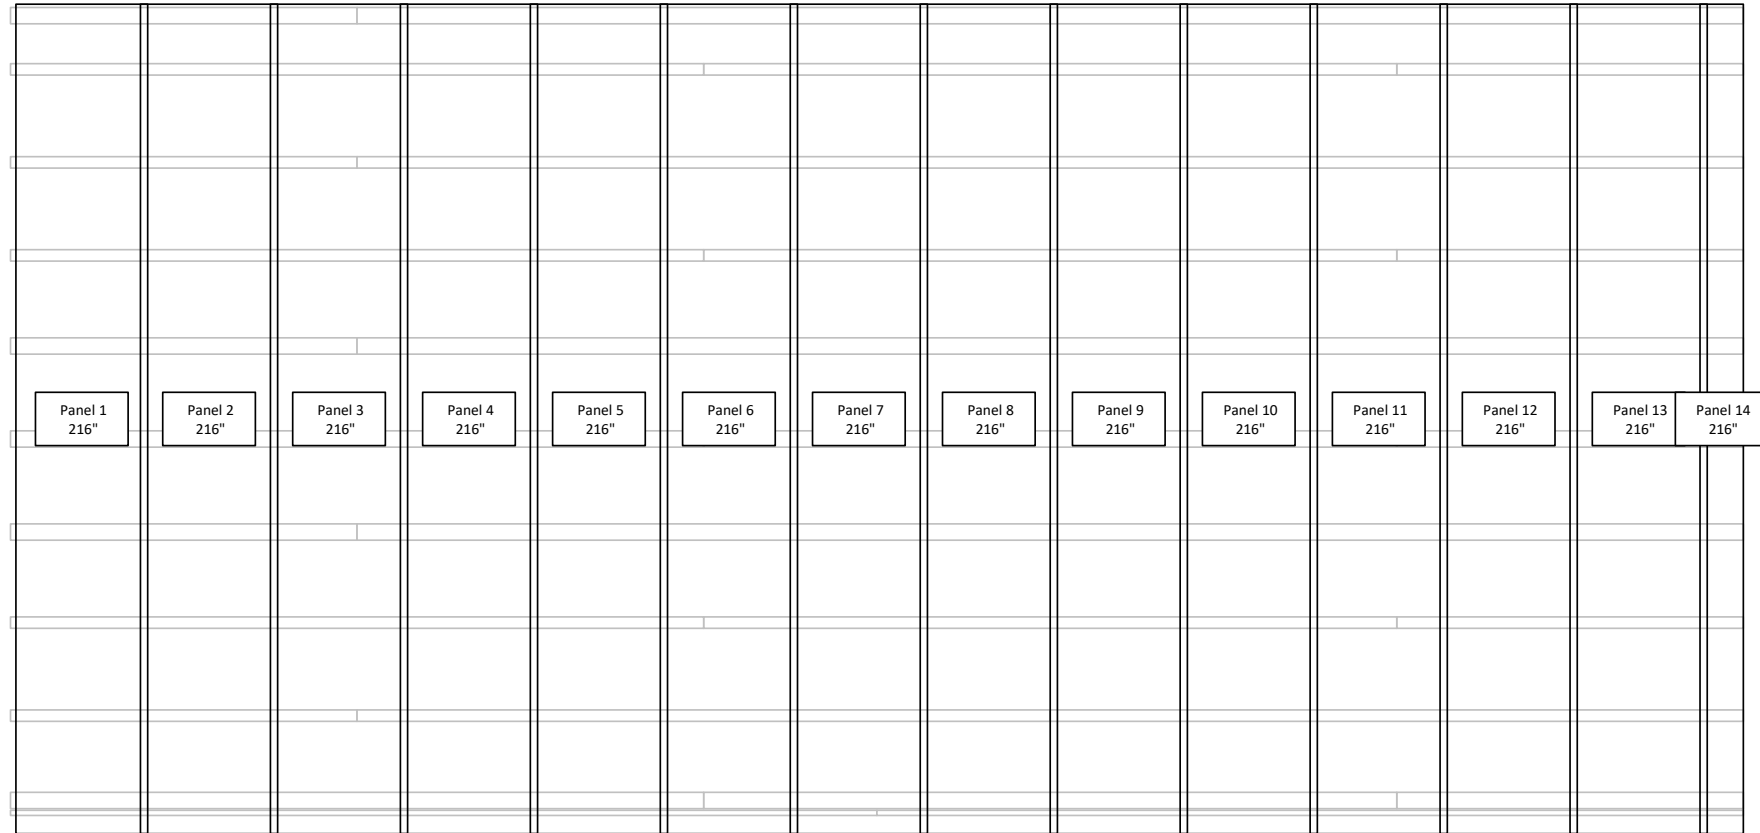 Panel 1
216"
Panel 2
216"
Panel 3
216"
Panel 4
216"
Panel 5
216"
Panel 6
216"
Panel 7
216"
Panel 8
216"
Panel 9
216"
Panel 10
216"
Panel 11
216"
Panel 12
216"
Panel 13
216"
Panel 14
216"